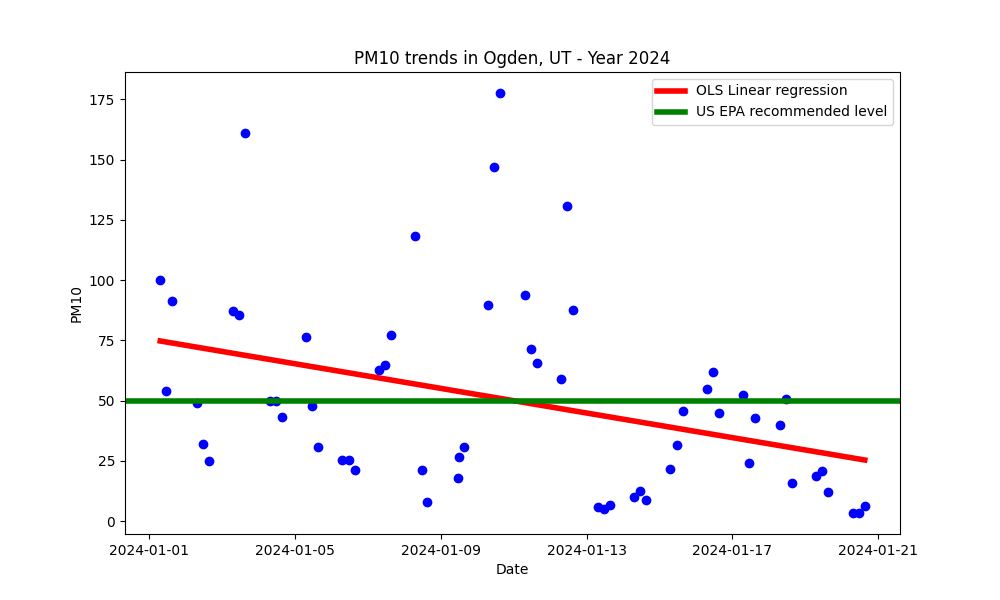 PM10 trends in Ogden, UT - Year 2024
OLS Linear regression
US EPA recommended level
175
150
125
100
75
50
25
0
PM10
2024-01-01
2024-01-05
2024-01-09
2024-01-13
2024-01-17
2024-01-21
Date